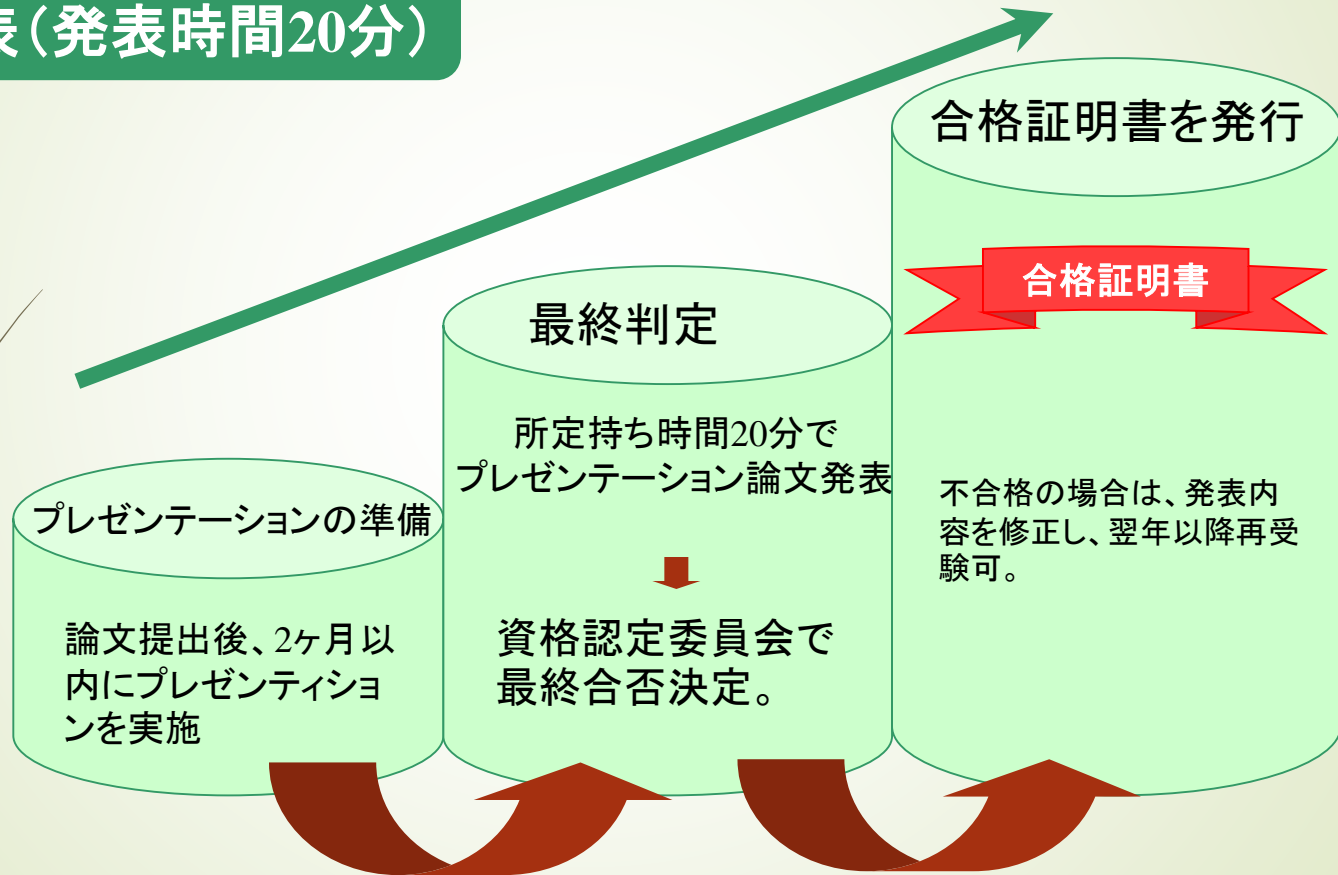 表（発表時間20分）
合格証明書を発行
合格証明書
不合格の場合は、発表内
容を修正し、翌年以降再受
験可。
最終判定
所定持ち時間20分で
プレゼンテーション論文発表
資格認定委員会で
最終合否決定。
プレゼンテーションの準備
論文提出後、2ヶ月以
内にプレゼンティショ
ンを実施